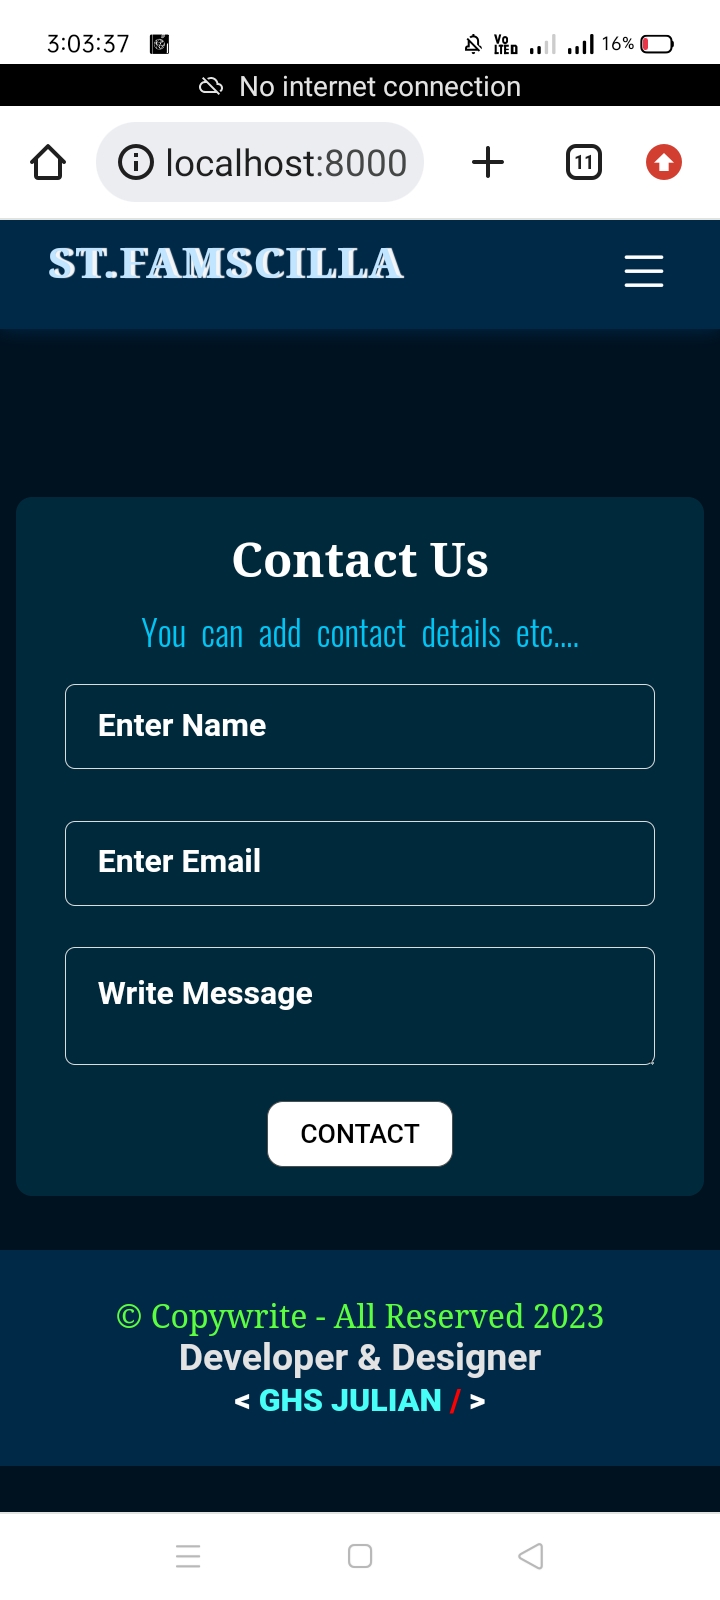 3:03:37
Vo LTED 16%
No internet connection
localhost:8000
11
ST.FAMSCILLA
Contact Us
You can add contact details etc....
Enter Name
Enter Email
Write Message
CONTACT
© Copywrite - All Reserved 2023
Developer & Designer
< GHS JULIAN / >